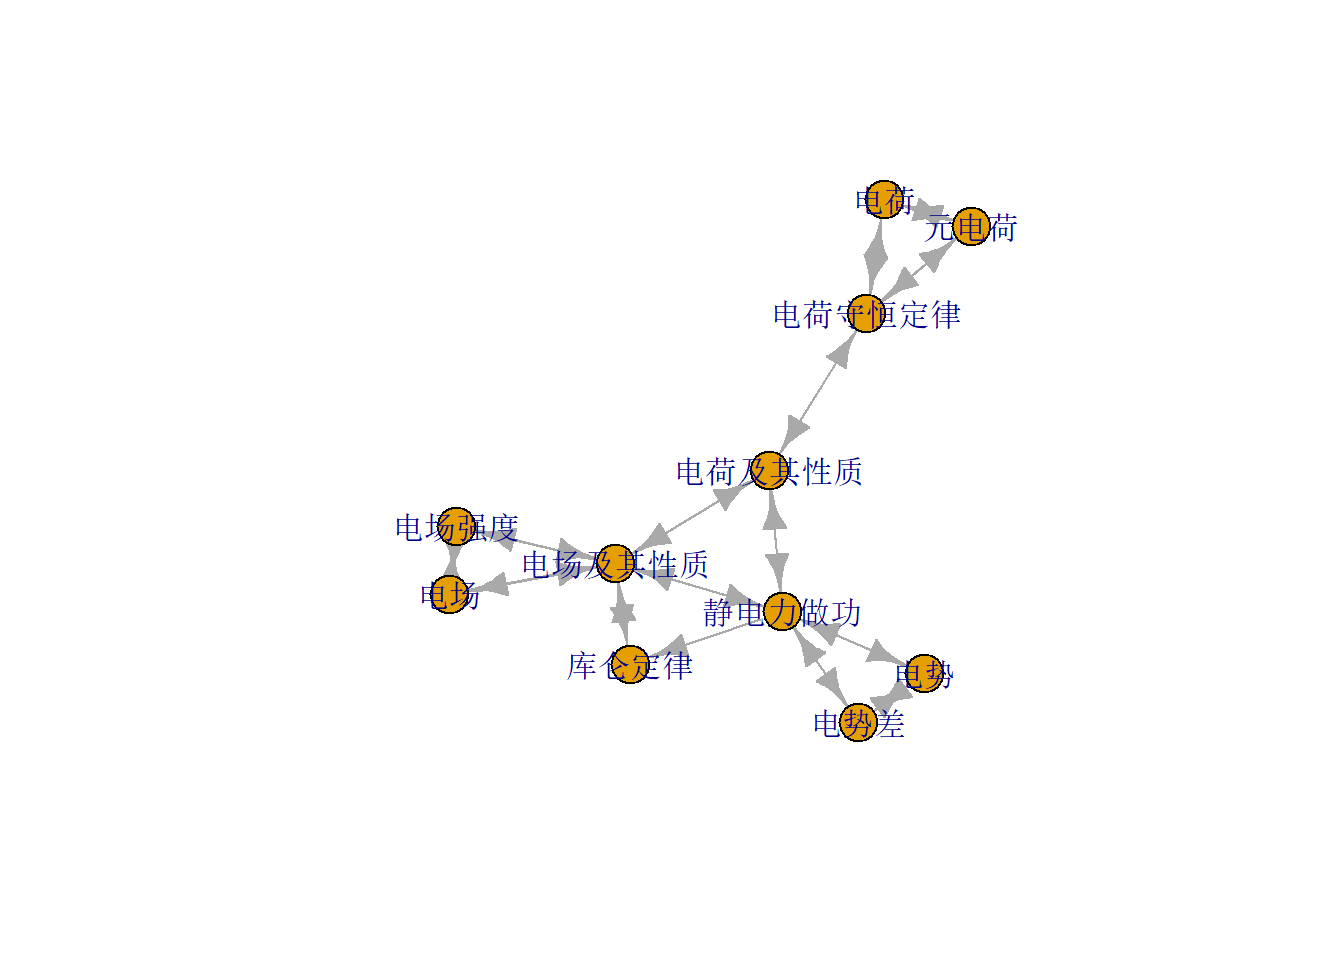 电荷
元电荷
电荷守恒定律
电荷及其性质
电场强度
电场及其性质
电场
静电力做功
库仑定律
电势
电势差